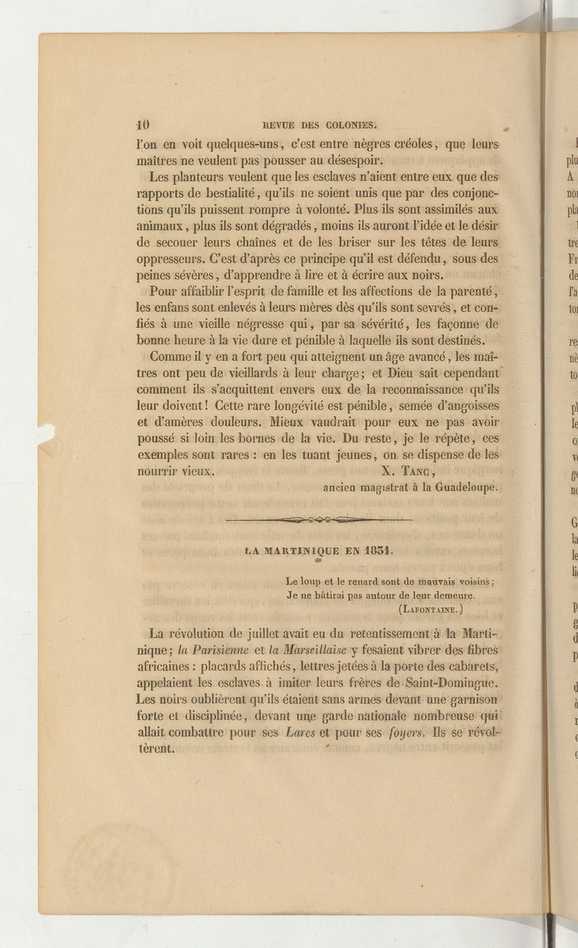 10 REVUE DES COLONIES.
l'on en voit quelques-uns, c'est entre nègres créoles, que leurs
maîtres ne veulent pas pousser au désespoir.
Les planteurs veulent que les esclaves n'aient entre eux que des
rapports de bestialité, qu'ils ne soient unis que par des conjonc-
tions qu'ils puissent rompre à volonté. Plus ils sont assimilés aux
animaux, plus ils sont dégradés, moins ils auront l'idée et le désir
de secouer leurs chaînes et de les briser sur les têtes de leurs
oppresseurs. C'est d'après ce principe qu'il est défendu, sous des
peines sévères, d'apprendre à lire et à écrire aux noirs.
Pour affaiblir l'esprit de famille et les affections de la parenté,
les enfans sont enlevés à leurs mères dès qu'ils sont sevrés, et con-
fiés à une vieille négresse qui, par sa sévérité, les façonne de
bonne heure à la vie dure et pénible à laquelle ils sont destinés.
Comme il y en a fort peu qui atteignent un âge avancé, les maî-
tres ont peu de vieillards à leur charge; et Dieu sait cependant
comment ils s'acquittent envers eux de la reconnaissance qu'ils
leur doivent! Cette rare longévité est pénible, semée d'angoisses
et d'amères douleurs. Mieux vaudrait pour eux ne pas avoir
poussé si loin les bornes de la vie. Du reste, je le répète, ces
exemples sont rares : en les tuant jeunes, on se dispense de les
nourrir vieux. X. TANC,
ancien magistrat à la Guadeloupe.
LA MARTINIQUE EN 1831.
Le loup et le renard sont de mauvais voisins;
Je ne bâtirai pas autour de leur demeure.
(LAFONTAINE.)
La révolution de juillet avait eu du retentissement à la Marti-
nique; la Parisienne et la Marseillaise y fesaient vibrer des fibres
africaines : placards affichés, lettres jetées à la porte des cabarets,
appelaient les esclaves à imiter leurs frères de Saint-Domingue.
Les noirs oublièrent qu'ils étaient sans armes devant une garnison
forte et disciplinée, devant une garde nationale nombreuse qui
allait combattre pour ses Lares et pour ses foyers. Ils se révol-
tèrent.